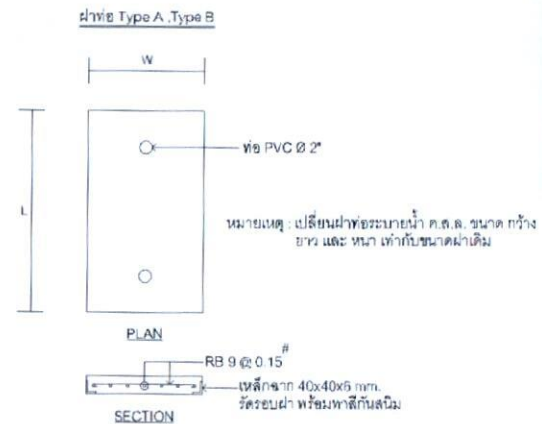 ฝาท่อ Type A ,Type B
W
L
ท่อ PVC Ø 2"
หมายเหตุ : เปลี่ยนฝาท่อระบายน้ำ ค.ส.ล. ขนาด กว้าง
ยาว และ หนา เท่ากับขนาดฝาเดิม
PLAN
RB 9 @ 0.15 #
เหล็กฉาก 40x40x6 mm.
รัดรอบฝา พร้อมทาสีกันสนิม
SECTION